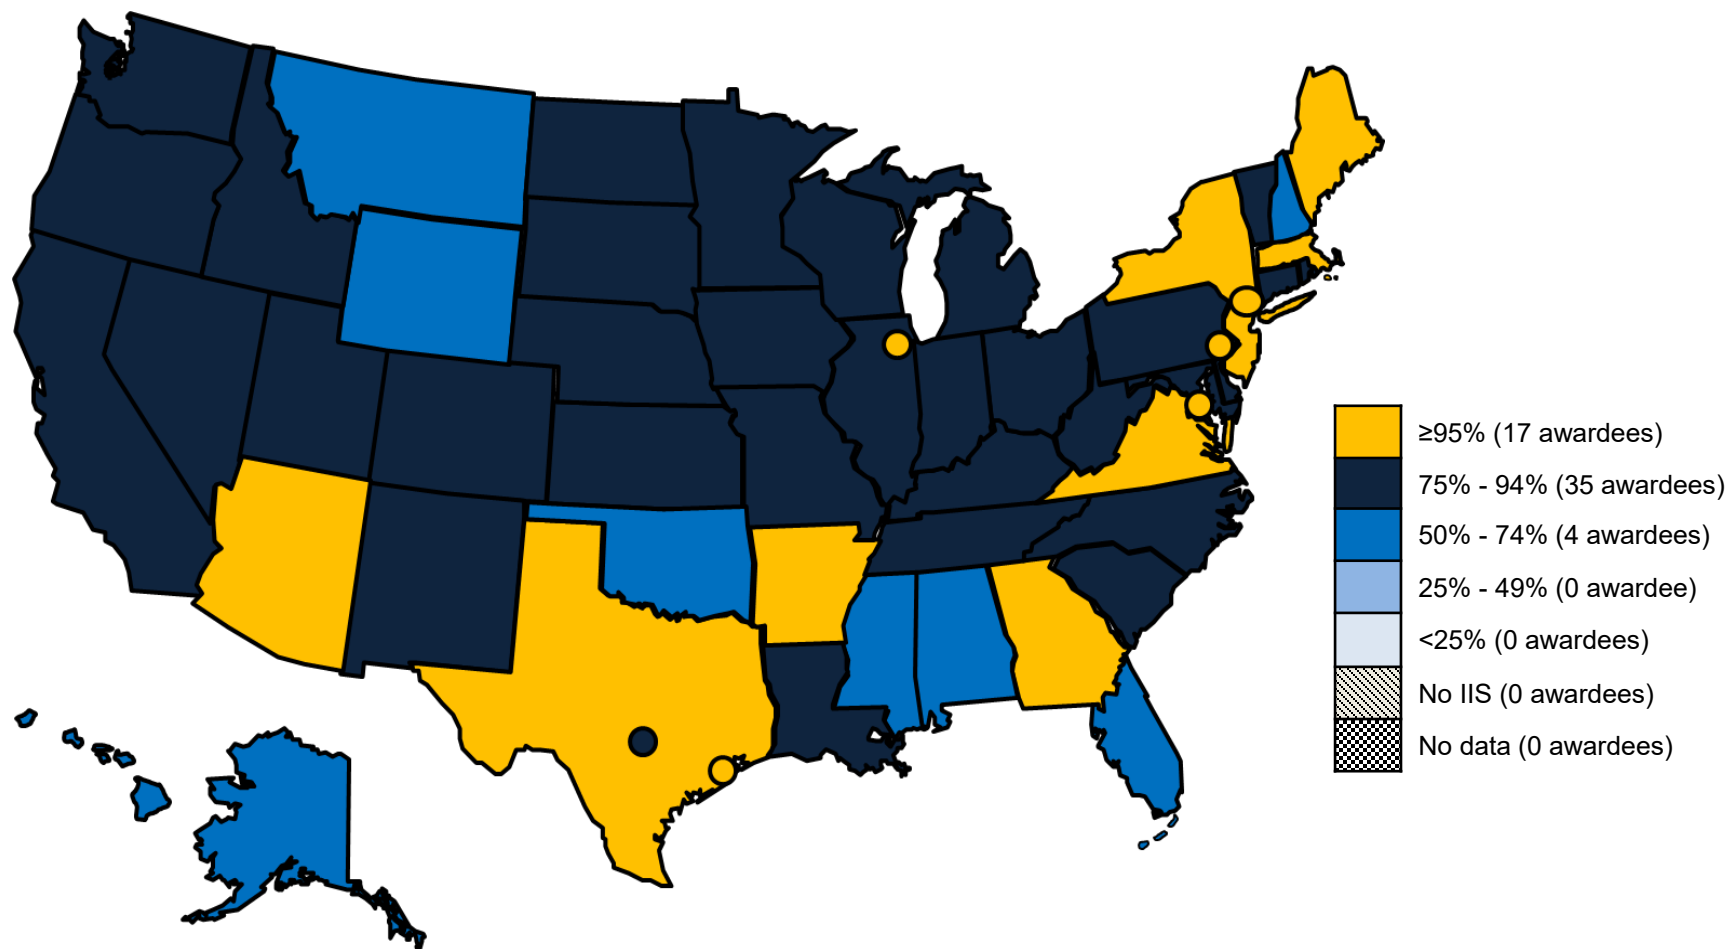 ≥95% (17 awardees)
75% - 94% (35 awardees)
50% - 74% (4 awardees)
25% - 49% (0 awardee)
<25% (0 awardees)
No IIS (0 awardees)
No data (0 awardees)